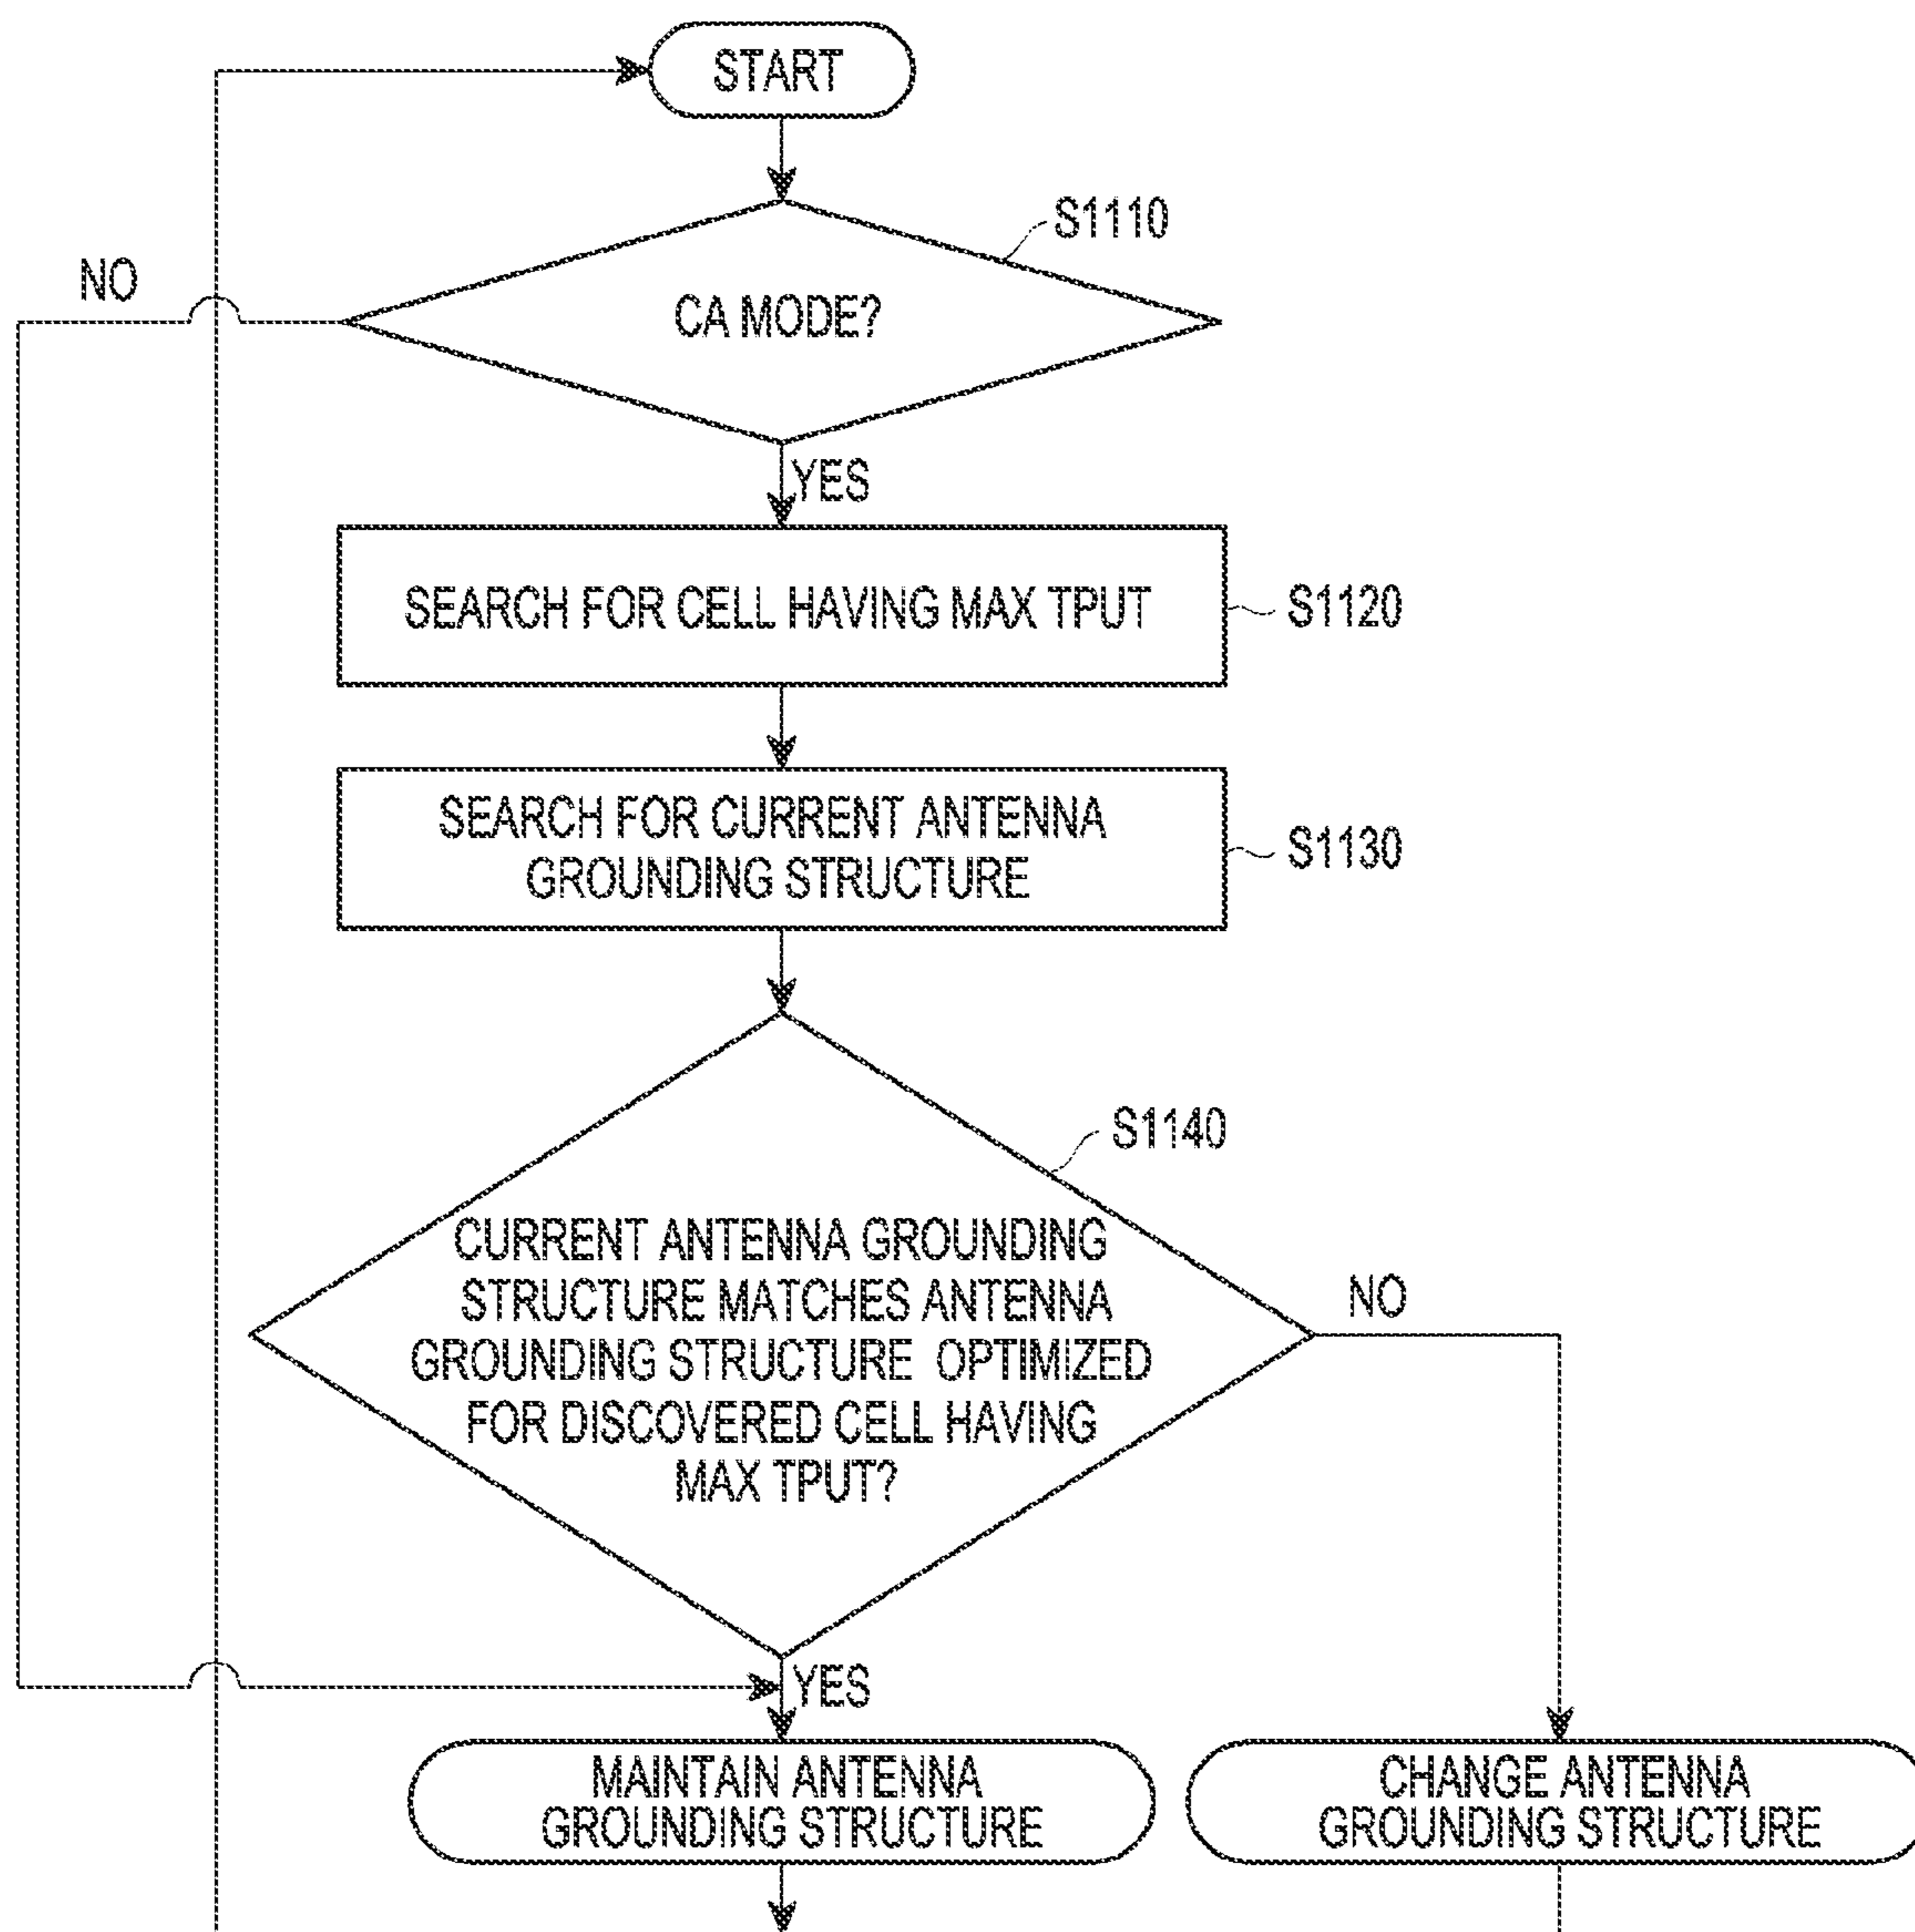 START
S1110
NO
CA MODE?
YES
SEARCH FOR CELL HAVING MAX TPUT
S1120
SEARCH FOR CURRENT ANTENNA
GROUNDING STRUCTURE
S1130
S1140
CURRENT ANTENNA GROUNDING
STRUCTURE MATCHES ANTENNA
GROUNDING STRUCTURE OPTIMIZED
FOR DISCOVERED CELL HAVING
MAX TPUT?
NO
YES
MAINTAIN ANTENNA
GROUNDING STRUCTURE
CHANGE ANTENNA
GROUNDING STRUCTURE